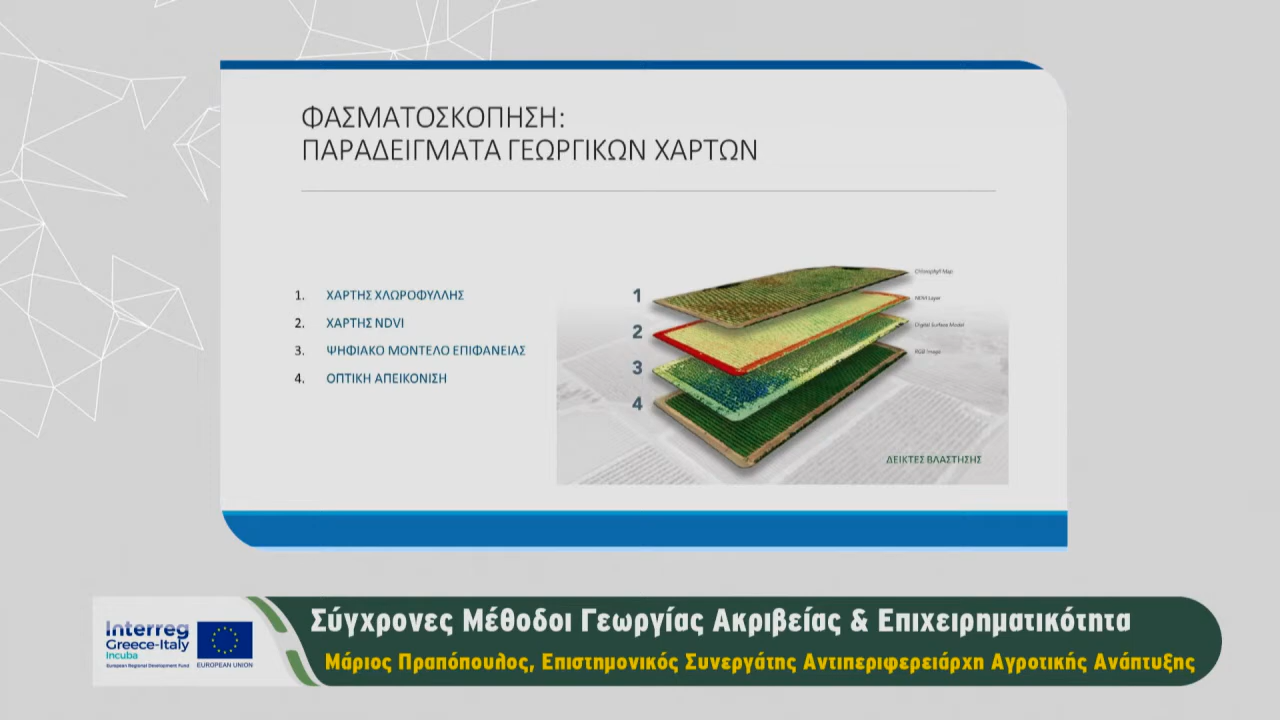 ΦΑΣΜΑΤΟΣΚΟΠΗΣΗ:
ΠΑΡΑΔΕΙΓΜΑΤΑ ΓΕΩΡΓΙΚΩΝ ΧΑΡΤΩΝ
1. ΧΑΡΤΗΣ ΧΛΩΡΟΦΥΛΛΗΣ
2. ΧΑΡΤΗΣ NDVI
3. ΨΗΦΙΑΚΟ ΜΟΝΤΕΛΟ ΕΠΙΦΑΝΕΙΑΣ
4. ΟΠΤΙΚΗ ΑΠΕΙΚΟΝΙΣΗ
1
2
3
4
Chlorophyll Map
NDVI Layer
Digital Surface Model
RGB Image
ΔΕΙΚΤΕΣ ΒΛΑΣΤΗΣΗΣ
Interreg
Greece-Italy
Incuba
European Regional Development Fund
EUROPEAN UNION
Σύγχρονες Μέθοδοι Γεωργίας Ακριβείας & Επιχειρηματικότητα
Μάριος Πραπόπουλος, Επιστημονικός Συνεργάτης Αντιπεριφερειάρχη Αγροτικής Ανάπτυξης